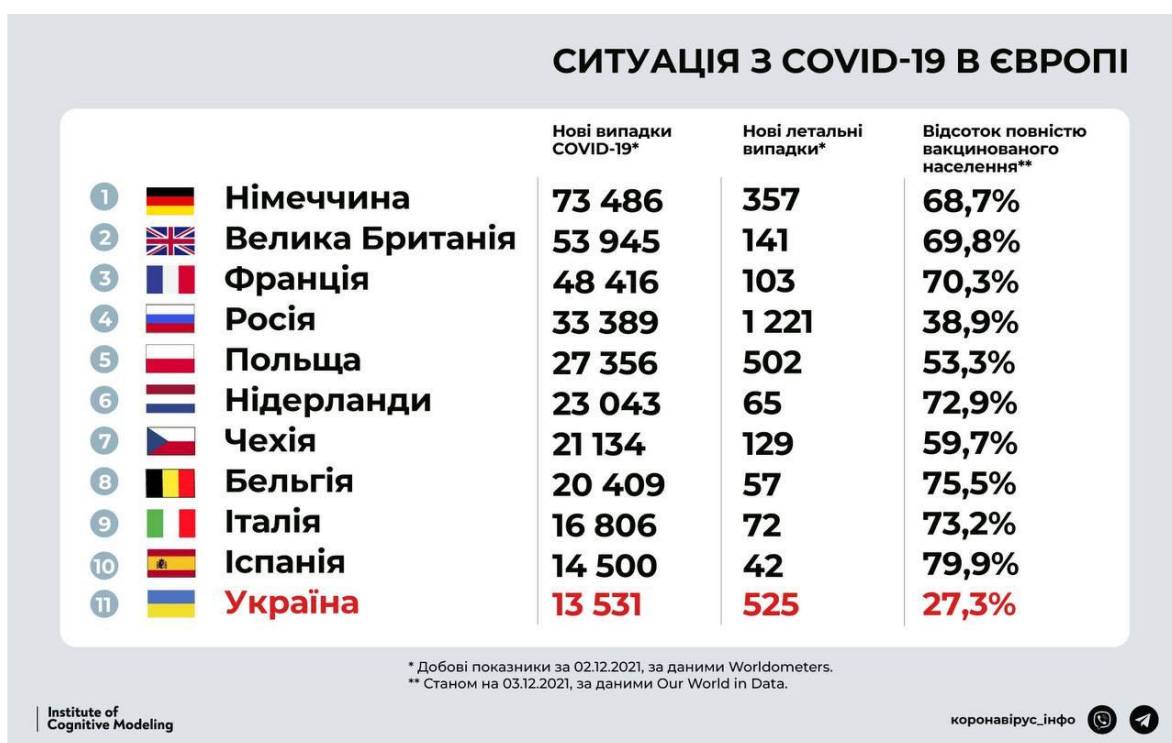 СИТУАЦІЯ З COVID-19 В ЄВРОПІ
Нові випадки
COVID-19*
Нові летальні
випадки*
Відсоток повністю
вакцинованого
населення**
1 Німеччина 73 486 357 68,7%
2 Велика Британія 53 945 141 69,8%
3 Франція 48 416 103 70,3%
4 Росія 33 389 1 221 38,9%
5 Польща 27 356 502 53,3%
6 Нідерланди 23 043 65 72,9%
7 Чехія 21 134 129 59,7%
8 Бельгія 20 409 57 75,5%
9 Італія 16 806 72 73,2%
10 Іспанія 14 500 42 79,9%
11 Україна 13 531 525 27,3%
* Добові показники за 02.12.2021, за даними Worldometers.
** Станом на 03.12.2021, за даними Our World in Data.
Institute of
Cognitive Modeling
коронавірус_інфо